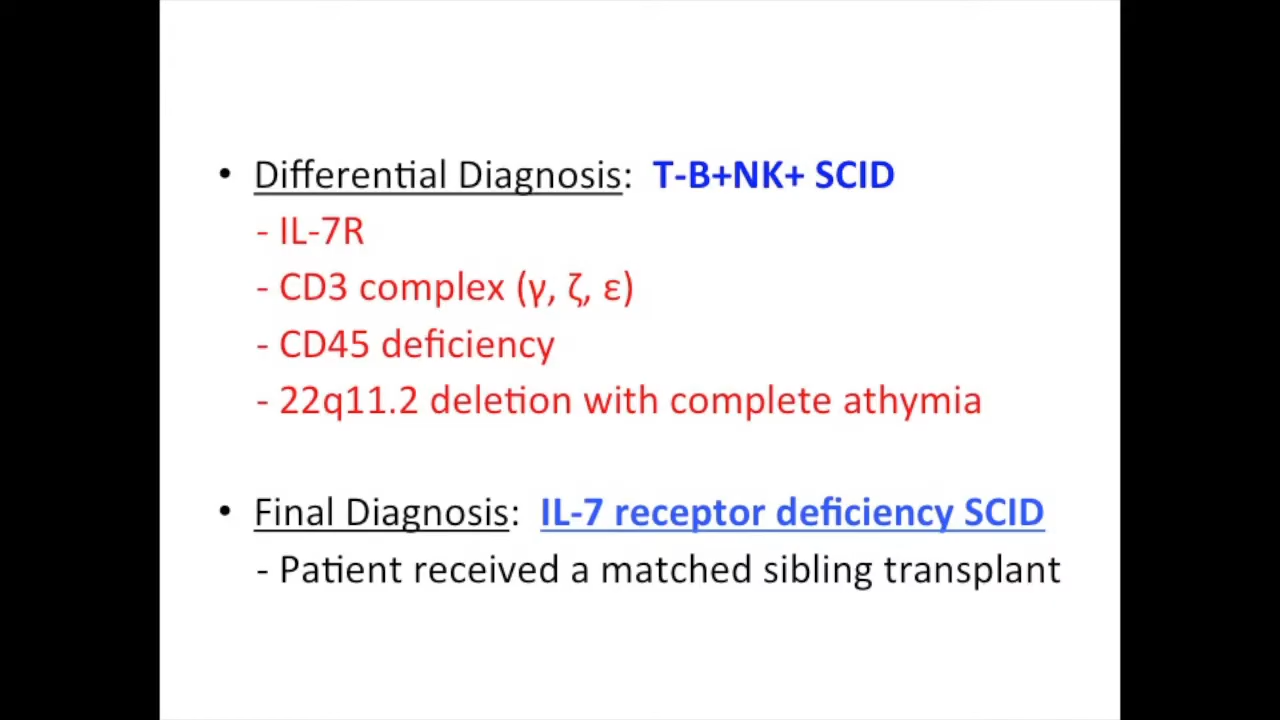 • Differential Diagnosis: T-B+NK+ SCID
- IL-7R
- CD3 complex (γ, ζ, ε)
- CD45 deficiency
- 22q11.2 deletion with complete athymia
• Final Diagnosis: IL-7 receptor deficiency SCID
- Patient received a matched sibling transplant